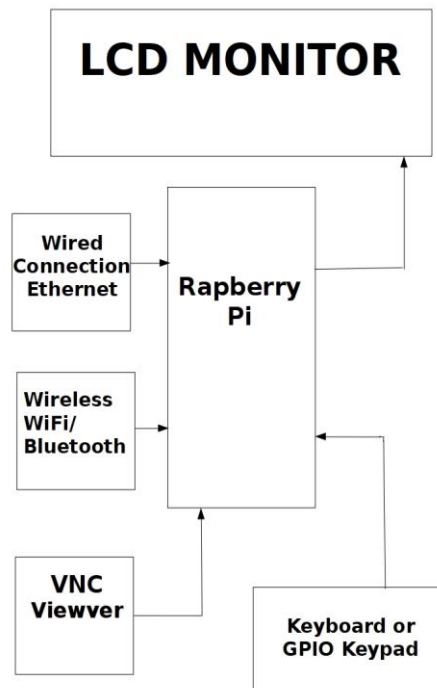 LCD MONITOR
Wired
Connection
Ethernet
Rapberry
Pi
Wireless
WiFi/
Bluetooth
VNC
Viewver
Keyboard or
GPIO Keypad